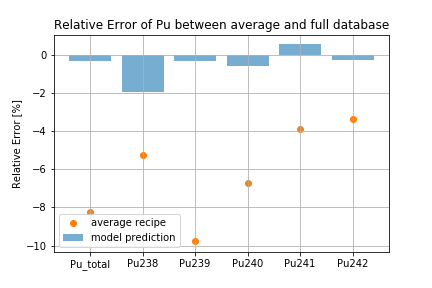 Relative Error of Pu between average and full database
Relative Error [%]
0
−2
−4
−6
−8
−10
average recipe
model prediction
Pu_total Pu238 Pu239 Pu240 Pu241 Pu242